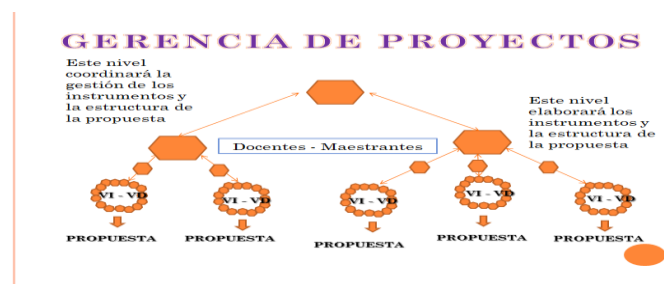 GERENCIA DE PROYECTOS
Este nivel
coordinará la
gestión de los
instrumentos y
la estructura de
la propuesta
Este nivel
elaborará los
instrumentos y
la estructura de
la propuesta
Docentes - Maestrantes
VI - VD
VI - VD
VI - VD
VI - VD
VI - VD
PROPUESTA
PROPUESTA
PROPUESTA
PROPUESTA
PROPUESTA